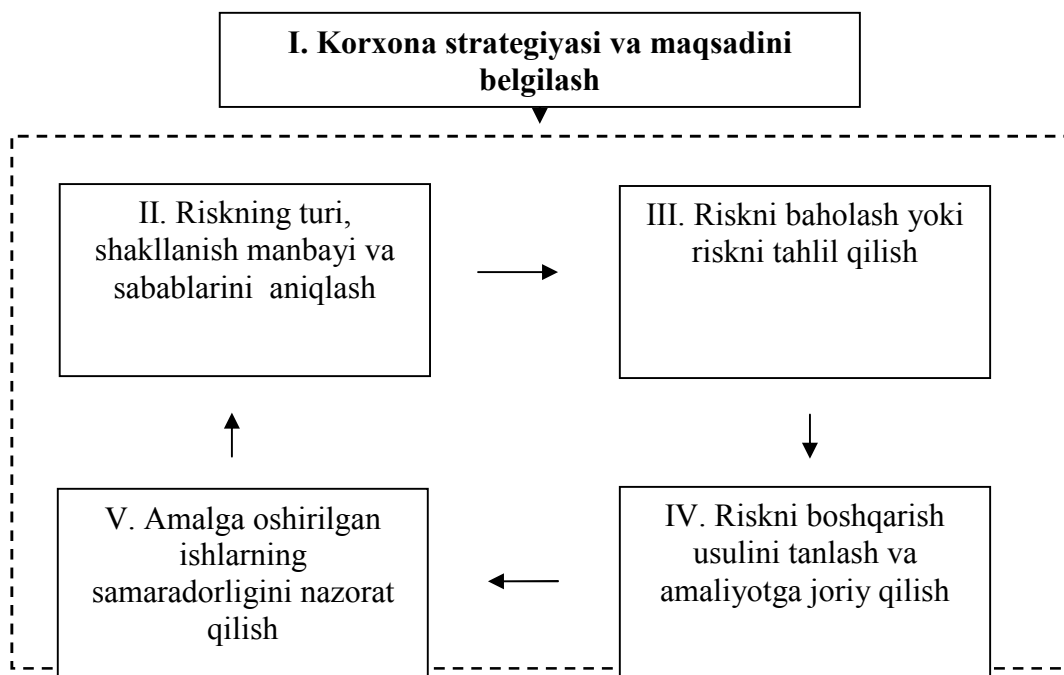 I. Korxona strategiyasi va maqsadini
belgilash
II. Riskning turi,
shakllanish manbayi va
sabablarini aniqlash
III. Riskni baholash yoki
riskni tahlil qilish
V. Amalga oshirilgan
ishlarning
samaradorligini nazorat
qilish
IV. Riskni boshqarish
usulini tanlash va
amaliyotga joriy qilish